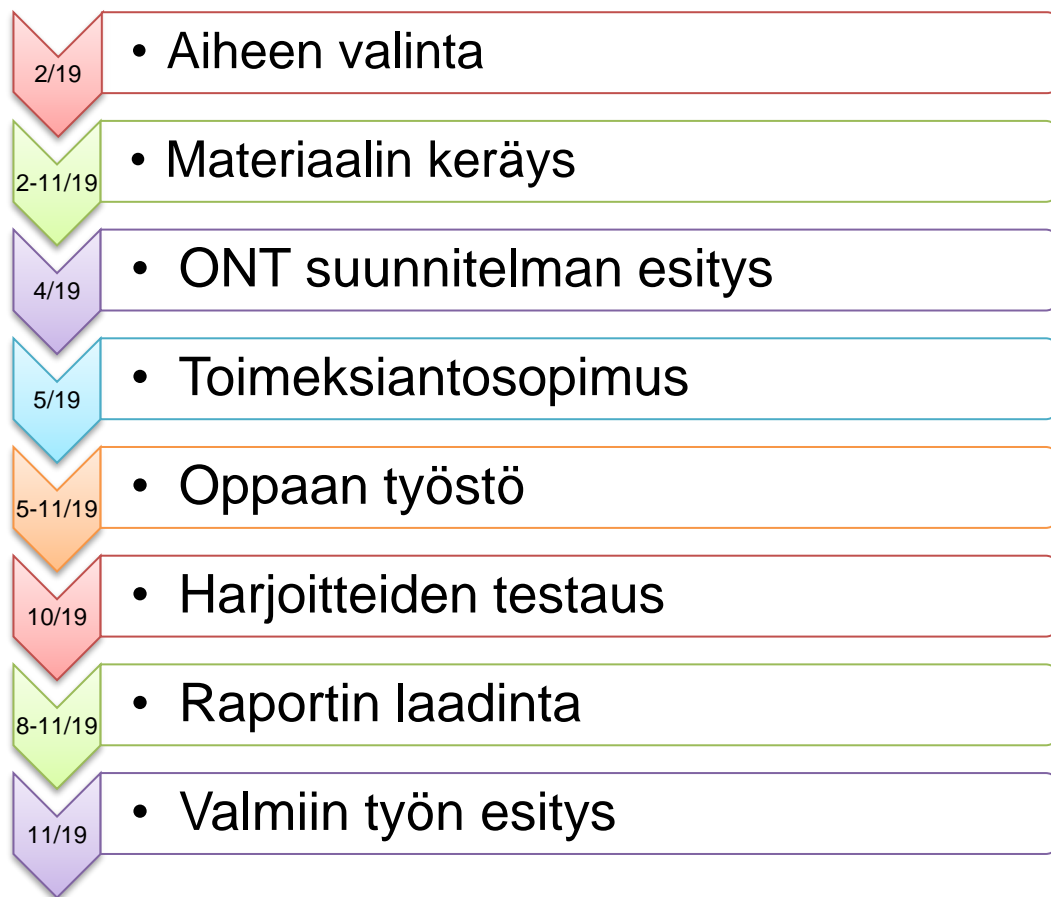 2/19
• Aiheen valinta
2-11/19
• Materiaalin keräys
4/19
• ONT suunnitelman esitys
5/19
• Toimeksiantosopimus
5-11/19
• Oppaan työstö
10/19
• Harjoitteiden testaus
8-11/19
• Raportin laadinta
11/19
• Valmiin työn esitys